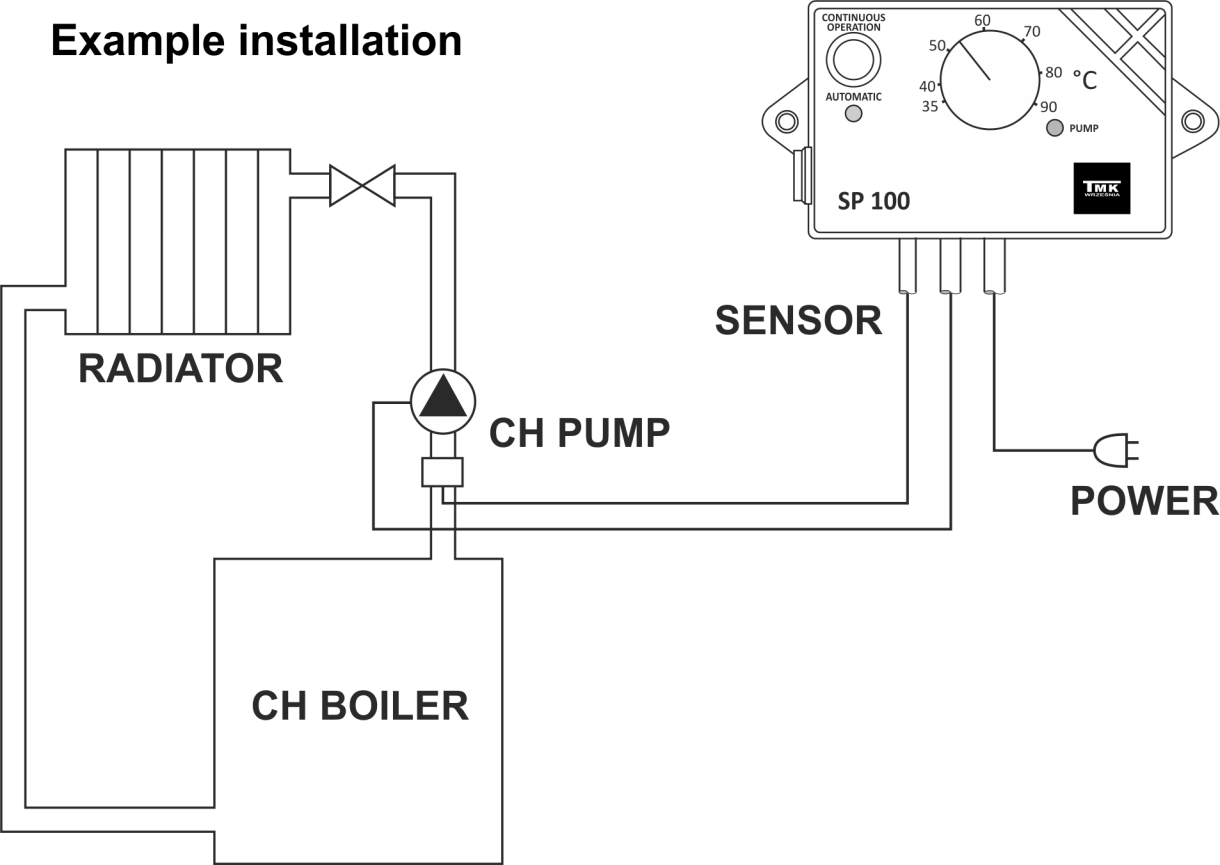 Example installation
CONTINUOUS
OPERATION
AUTOMATIC
35
40
50
60
70
80
90
°C
PUMP
SP 100
TMK
WRZEŚNIA
SENSOR
RADIATOR
CH PUMP
POWER
CH BOILER